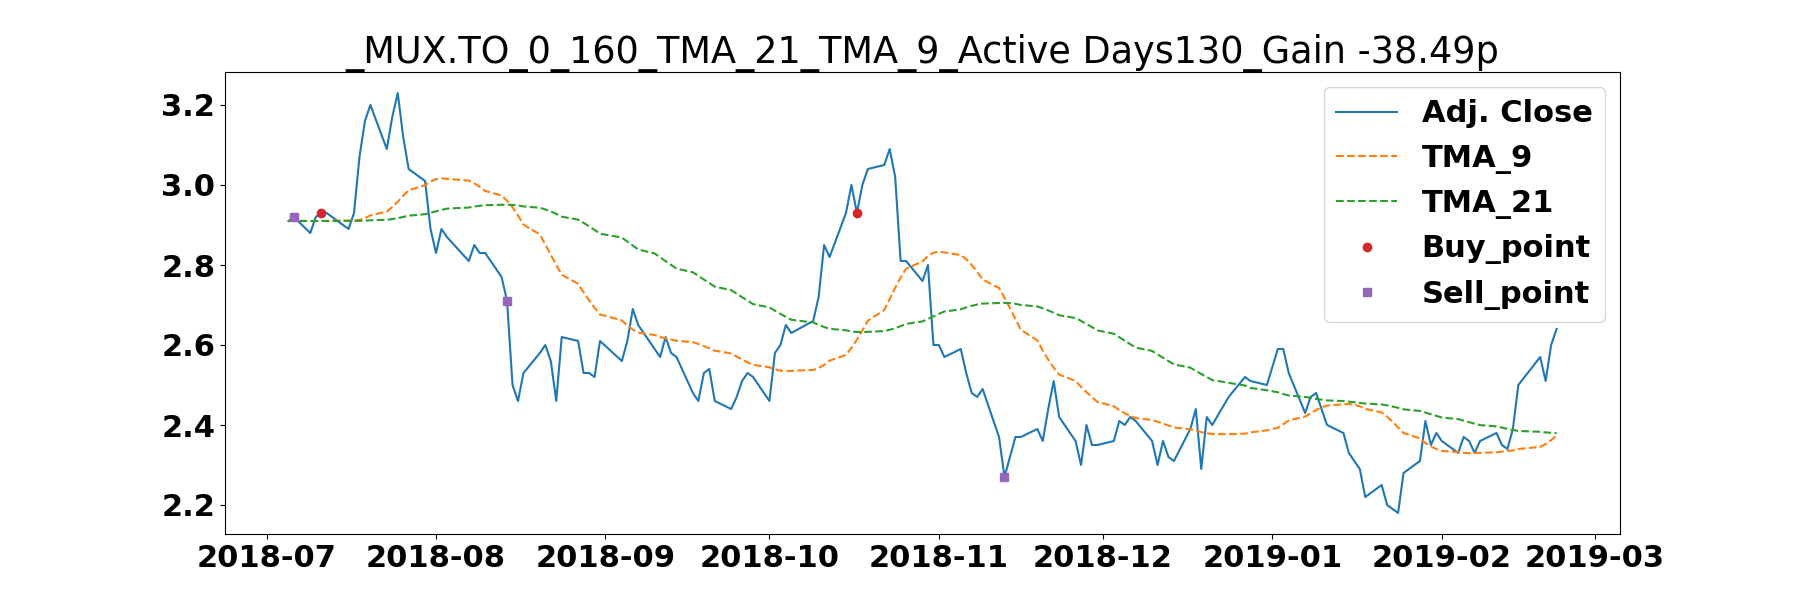 _MUX.TO_0_160_TMA_21_TMA_9_Active Days130_Gain -38.49p
3.2
3.0
2.8
2.6
2.4
2.2
Adj. Close
TMA_9
TMA_21
Buy_point
Sell_point
2018-07 2018-08 2018-09 2018-10 2018-11 2018-12 2019-01 2019-02 2019-03